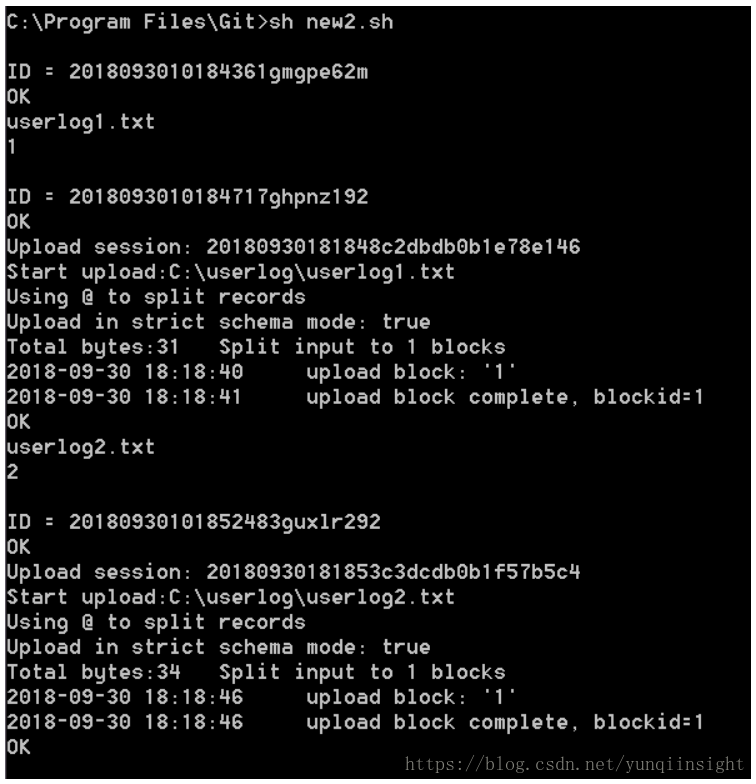 C:\Program Files\Git>sh new2.sh
ID = 2018093010184361gmgpe62m
OK
userlog1.txt
1
ID = 20180930101847​17ghpnz192
OK
Upload session: 20180930181848c2dbdb0b1e78e146
Start upload:C:\userlog\userlog1.txt
Using @ to split records
Upload in strict schema mode: true
Total bytes:31   Split input to 1 blocks
2018-09-30 18:18:40     upload block: '1'
2018-09-30 18:18:41     upload block complete, blockid=1
OK
userlog2.txt
2
ID = 20180930101852483guxlr292
OK
Upload session: 20180930181853c3dcdb0b1f57b5c4
Start upload:C:\userlog\userlog2.txt
Using @ to split records
Upload in strict schema mode: true
Total bytes:34   Split input to 1 blocks
2018-09-30 18:18:46     upload block: '1'
2018-09-30 18:18:46     upload block complete, blockid=1
OK
https://blog.csdn.net/yunqiinsight